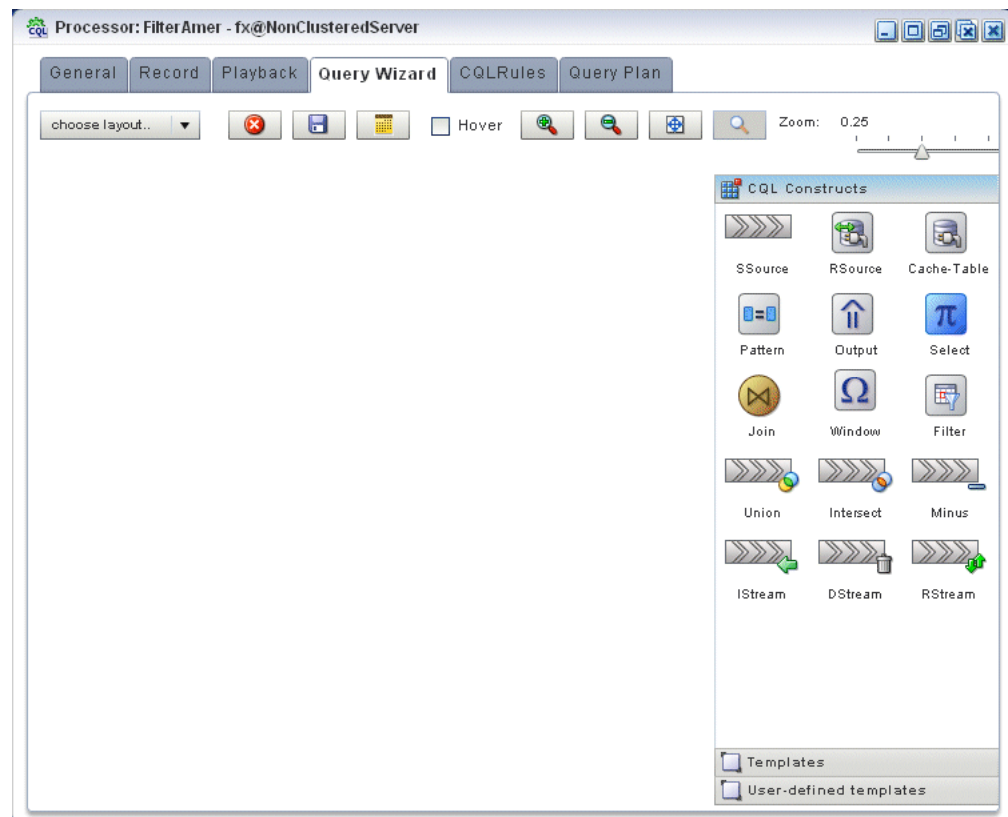 CQL Processor: FilterAmer - fx@NonClusteredServer
General Record Playback Query Wizard CQLRules Query Plan
choose layout.. Hover Zoom: 0.25
CQL Constructs
SSource RSource Cache-Table
Pattern Output Select
Join Window Filter
Union Intersect Minus
IStream DStream RStream
Templates
User-defined templates